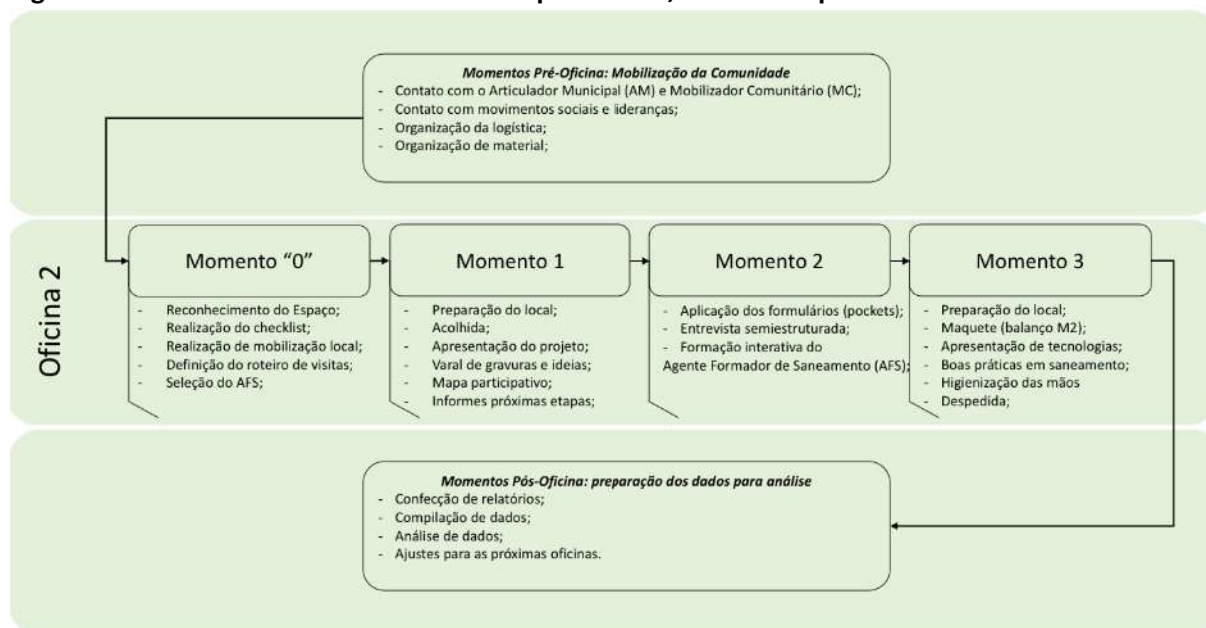 Momentos Pré-Oficina: Mobilização da Comunidade
- Contato com o Articulador Municipal (AM) e Mobilizador Comunitário (MC);
- Contato com movimentos sociais e lideranças;
- Organização da logística;
- Organização de material;
Oficina 2
Momento "0"
- Reconhecimento do Espaço;
- Realização do checklist;
- Realização de mobilização local;
- Definição do roteiro de visitas;
- Seleção do AFS;
Momento 1
- Preparação do local;
- Acolhida;
- Apresentação do projeto;
- Varal de gravuras e ideias;
- Mapa participativo;
- Informes próximas etapas;
Momento 2
- Aplicação dos formulários (pockets);
- Entrevista semiestruturada;
- Formação interativa do
Agente Formador de Saneamento (AFS);
Momento 3
- Preparação do local;
- Maquete (balanço M2);
- Apresentação de tecnologias;
- Boas práticas em saneamento;
- Higienização das mãos
- Despedida;
Momentos Pós-Oficina: preparação dos dados para análise
- Confecção de relatórios;
- Compilação de dados;
- Análise de dados;
- Ajustes para as próximas oficinas.